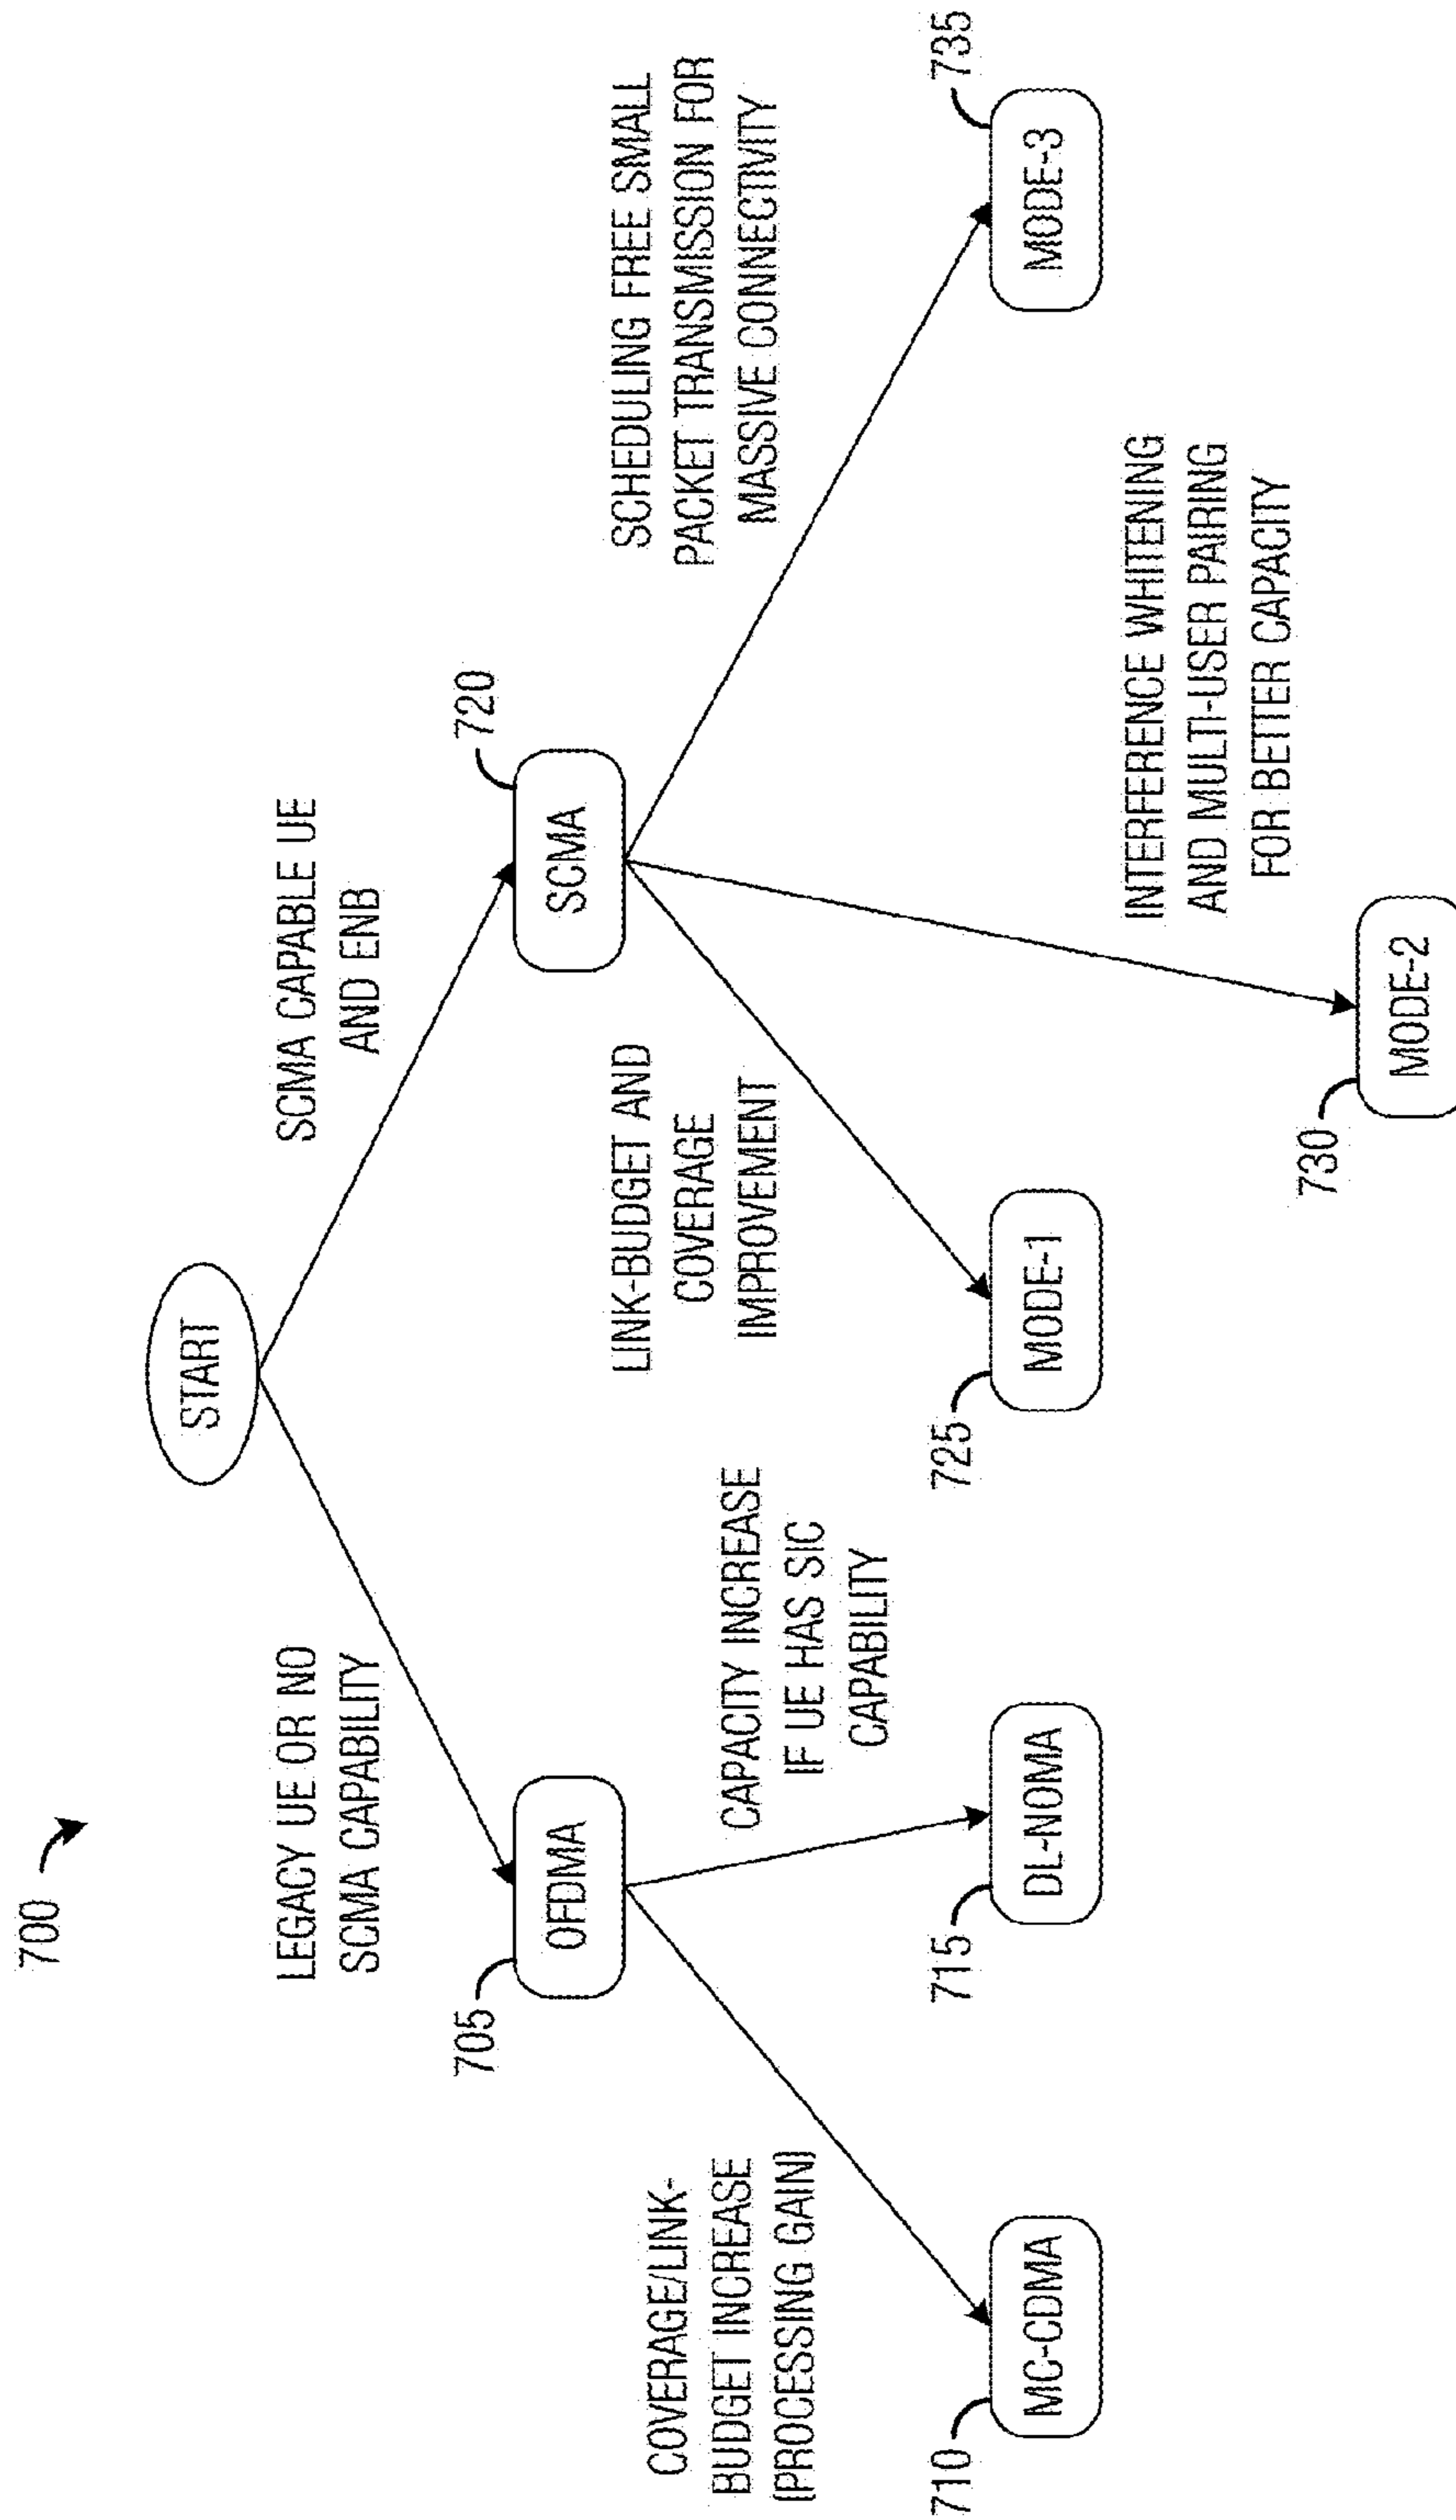 700
START
LEGACY UE OR NO
SCMA CAPABILITY
SCMA CAPABLE UE
AND ENB
705
OFDMA
720
SCMA
COVERAGE/LINK-
BUDGET INCREASE
(PROCESSING GAIN)
CAPACITY INCREASE
IF UE HAS SIC
CAPABILITY
LINK-BUDGET AND
COVERAGE
IMPROVEMENT
SCHEDULING FREE SMALL
PACKET TRANSMISSION FOR
MASSIVE CONNECTIVITY
710
MC-CDMA
715
DL-NOMA
725
MODE-1
735
MODE-3
INTERFERENCE WHITENING
AND MULTI-USER PAIRING
FOR BETTER CAPACITY
730
MODE-2